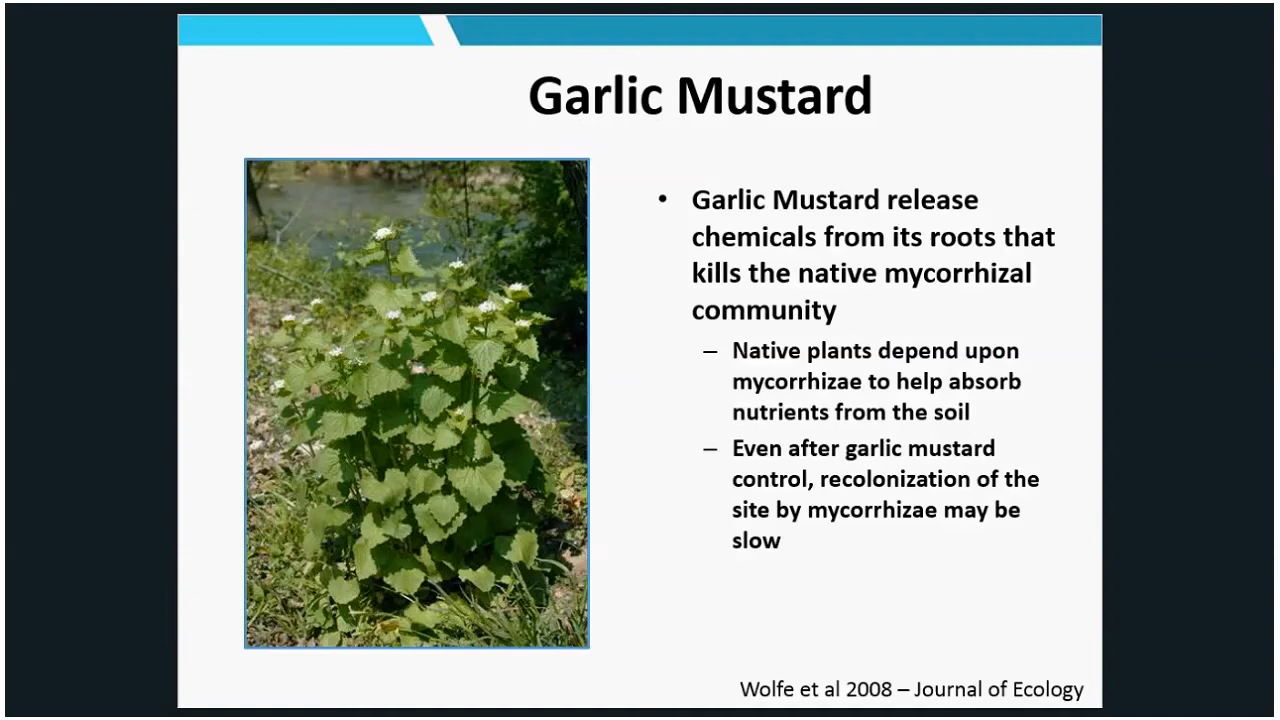 Garlic Mustard
• Garlic Mustard release
chemicals from its roots that
kills the native mycorrhizal
community
– Native plants depend upon
mycorrhizae to help absorb
nutrients from the soil
– Even after garlic mustard
control, recolonization of the
site by mycorrhizae may be
slow
Wolfe et al 2008 – Journal of Ecology